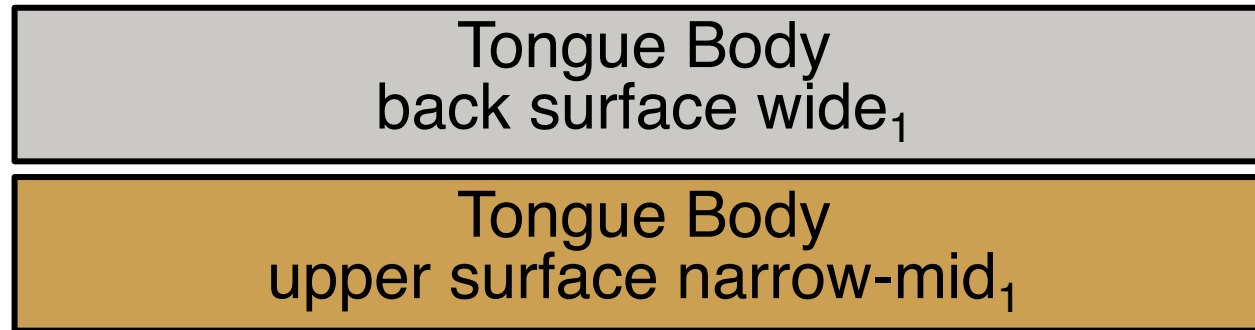 Tongue Body
back surface wide₁
Tongue Body
upper surface narrow-mid₁